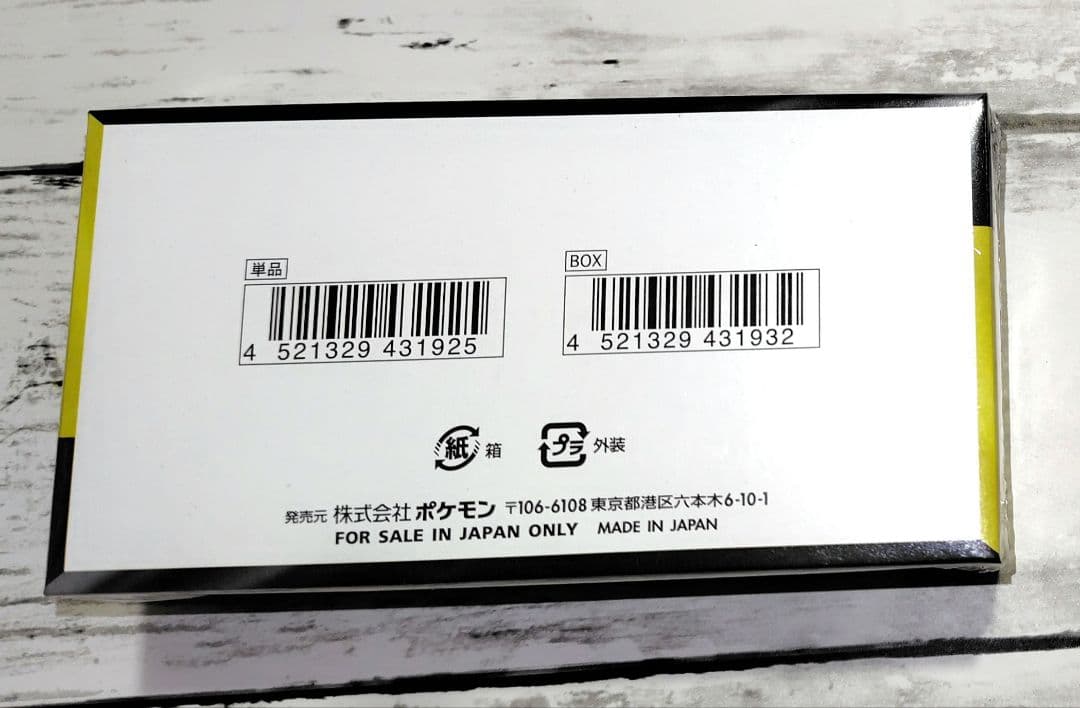 単品
4 521329 431925
BOX
4 521329 431932
紙 箱
プラ 外装
発売元 株式会社 ポケモン 〒106-6108 東京都港区六本木6-10-1
FOR SALE IN JAPAN ONLY MADE IN JAPAN